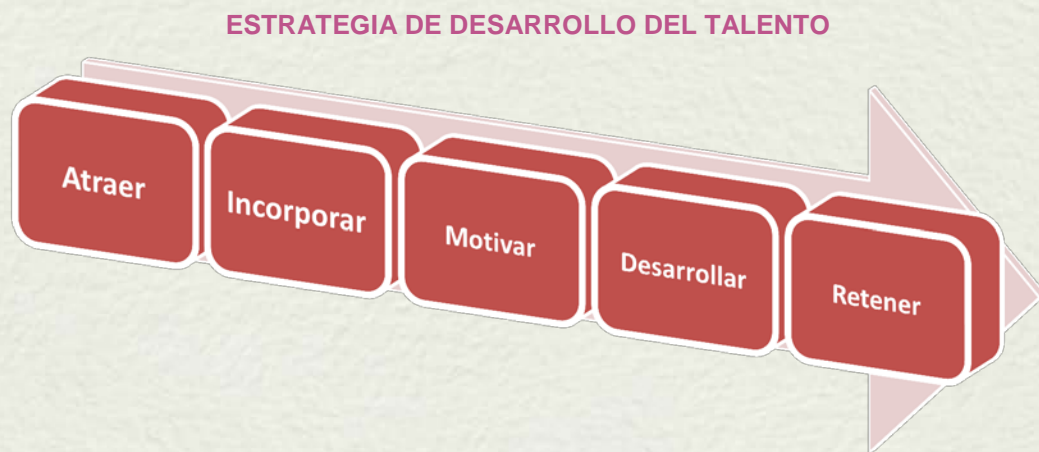 ESTRATEGIA DE DESARROLLO DEL TALENTO
Atraer
Incorporar
Motivar
Desarrollar
Retener